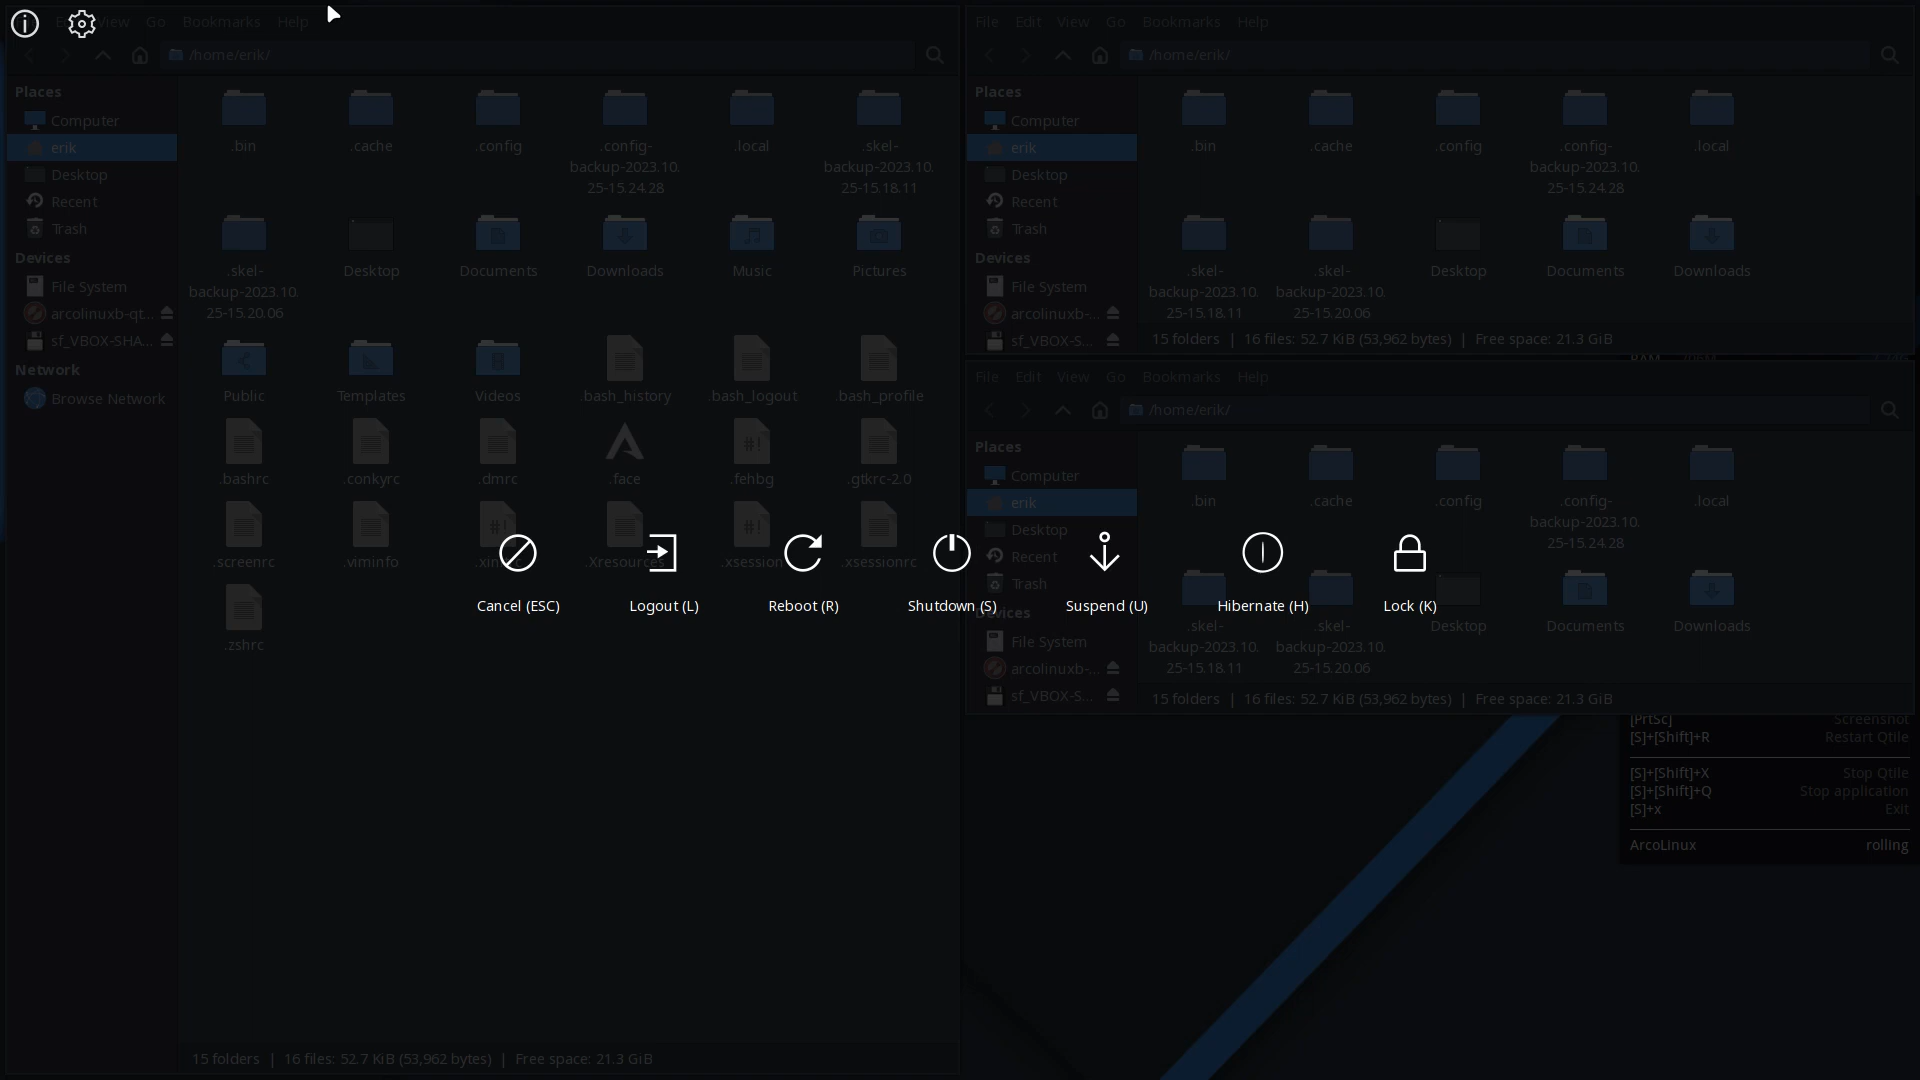 View Go Bookmarks Help
/home/erik/
Places
Computer
erik
Desktop
Recent
Trash
Devices
File System
arcolinuxb-qt...
sf_VBOX-SHA...
Network
Browse Network
.bin
.cache
.config
.config-
backup-2023.10.
25-15.24.28
.local
.skel-
backup-2023.10.
25-15.18.11
.skel-
backup-2023.10.
25-15.20.06
Desktop
Documents
Downloads
Music
Pictures
Public
Templates
Videos
.bash_history
.bash_logout
.bash_profile
.bashrc
.conkyrc
.dmrc
.face
.fehbg
.gtkrc-2.0
.screenrc
.viminfo
.Xresources
.xsession
.xsessionrc
.zshrc
15 folders | 16 files: 52.7 KiB (53,962 bytes) | Free space: 21.3 GiB
File Edit View Go Bookmarks Help
/home/erik/
Places
Computer
erik
Desktop
Recent
Trash
Devices
File System
arcolinuxb-...
sf_VBOX-S...
.bin
.cache
.config
.config-
backup-2023.10.
25-15.24.28
.local
.skel-
backup-2023.10.
25-15.18.11
.skel-
backup-2023.10.
25-15.20.06
Desktop
Documents
Downloads
15 folders | 16 files: 52.7 KiB (53,962 bytes) | Free space: 21.3 GiB
File Edit View Go Bookmarks Help
/home/erik/
Places
Computer
erik
Desktop
Recent
Trash
Devices
File System
arcolinuxb-...
sf_VBOX-S...
.bin
.cache
.config
.config-
backup-2023.10.
25-15.24.28
.local
.skel-
backup-2023.10.
25-15.18.11
.skel-
backup-2023.10.
25-15.20.06
Desktop
Documents
Downloads
15 folders | 16 files: 52.7 KiB (53,962 bytes) | Free space: 21.3 GiB
Cancel (ESC) Logout (L) Reboot (R) Shutdown (S) Suspend (U) Hibernate (H) Lock (K)
[PrtSc] Screenshot
[S]+[Shift]+R Restart Qtile
[S]+[Shift]+X Stop Qtile
[S]+[Shift]+Q Stop application
[S]+x Exit
ArcoLinux rolling